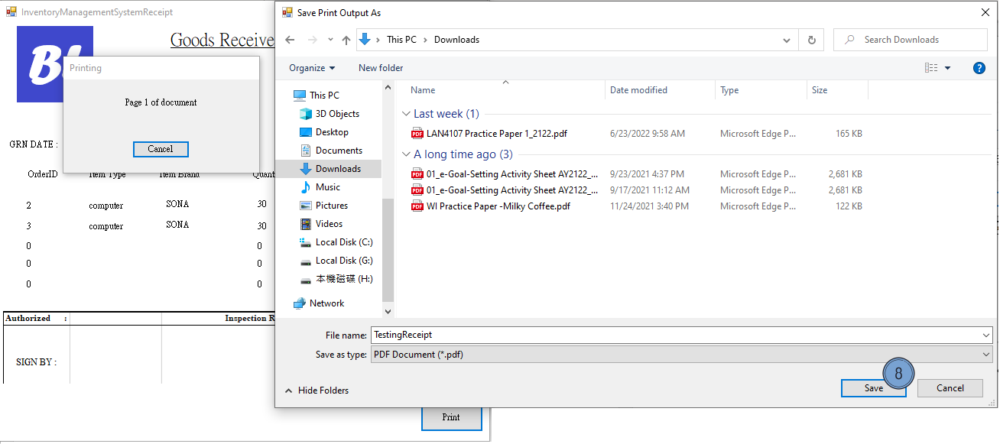 InventoryManagementSystemReceipt
Goods Receive
Printing
Page 1 of document
Cancel
GRN DATE :
OrderID Item Type Item Brand Quant
2 computer SONA 30
3 computer SONA 30
0 0
0 0
0 0
Authorized : Inspection R
SIGN BY :
Print
Save Print Output As
This PC > Downloads
Search Downloads
Organize New folder
?
This PC
3D Objects
Desktop
Documents
Downloads
Music
Pictures
Videos
Local Disk (C:)
Local Disk (G:)
本機磁碟 (H:)
Network
Name Date modified Type Size
Last week (1)
PDF LAN4107 Practice Paper 1_2122.pdf 6/23/2022 9:58 AM Microsoft Edge P... 165 KB
A long time ago (3)
PDF 01_e-Goal-Setting Activity Sheet AY2122_... 9/23/2021 4:37 PM Microsoft Edge P... 2,681 KB
PDF 01_e-Goal-Setting Activity Sheet AY2122_... 9/17/2021 11:12 AM Microsoft Edge P... 2,681 KB
PDF WI Practice Paper -Milky Coffee.pdf 11/24/2021 3:40 PM Microsoft Edge P... 122 KB
File name: TestingReceipt
Save as type: PDF Document (*.pdf)
8
Hide Folders
Save Cancel